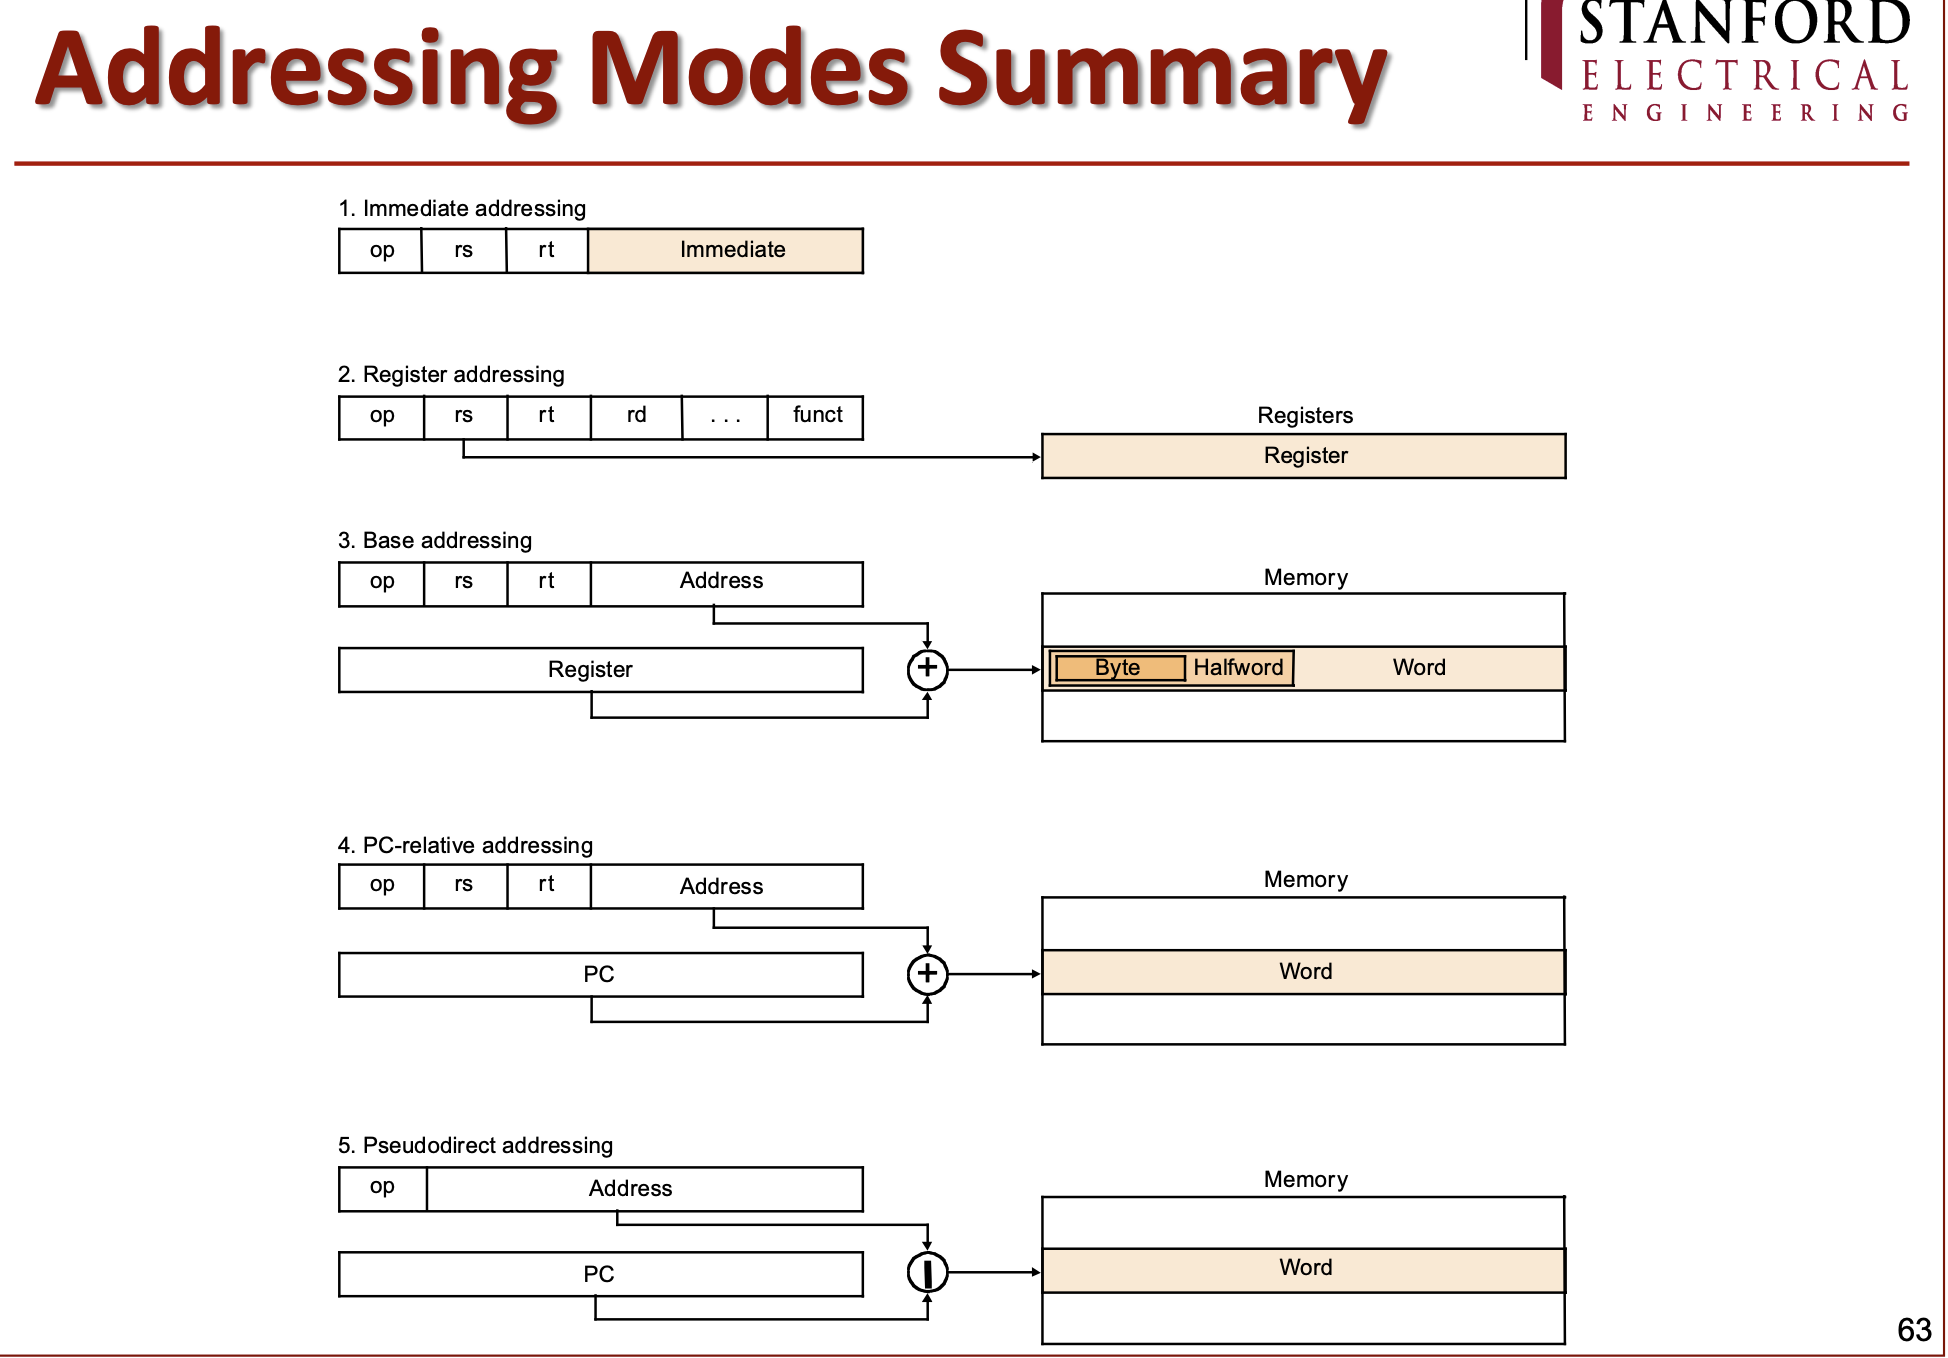 Addressing Modes Summary
STANFORD
ELECTRICAL
ENGINEERING
1. Immediate addressing
op rs rt Immediate
2. Register addressing
op rs rt rd . . . funct
Registers
Register
3. Base addressing
op rs rt Address
Memory
Register
+
Byte Halfword Word
4. PC-relative addressing
op rs rt Address
Memory
PC
+
Word
5. Pseudodirect addressing
op Address
Memory
PC
|
Word
63